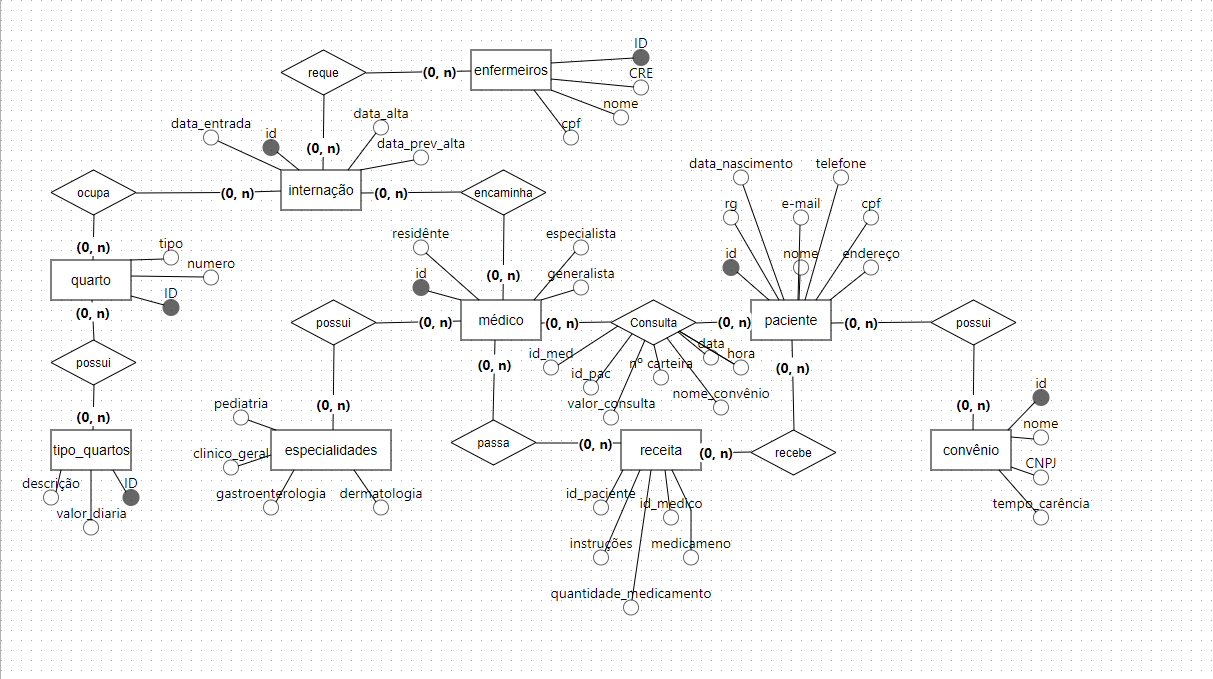 ID
reque
(0, n)
enfermeiros
CRE
nome
cpf
data_alta
data_entrada
id
(0, n)
data_prev_alta
ocupa
(0, n)
internação
(0, n)
encaminha
data_nascimento
telefone
rg
e-mail
cpf
residênte
especialista
(0, n)
tipo
numero
id
(0, n)
generalista
id
nome
endereço
quarto
ID
(0, n)
possui
(0, n)
médico
(0, n)
Consulta
(0, n)
paciente
(0, n)
possui
possui
(0, n)
id_med
id_pac
nº carteira
data
hora
(0, n)
valor_consulta
nome_convênio
id
(0, n)
pediatria
(0, n)
(0, n)
nome
tipo_quartos
clinico_geral
especialidades
passa
(0, n)
receita
(0, n)
recebe
convênio
CNPJ
descrição
ID
valor_diaria
gastroenterologia
dermatologia
id_paciente
id_medico
tempo_carência
instruções
medicameno
quantidade_medicamento